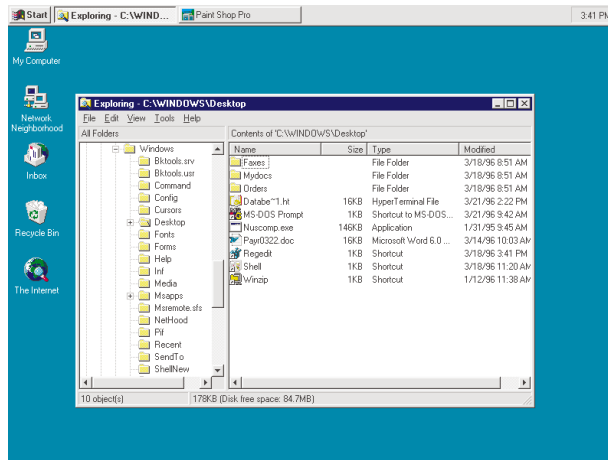 Start Exploring - C:\WIND... Paint Shop Pro 3:41 PM
My Computer
Network
Neighborhood
Inbox
Recycle Bin
The Internet
Exploring - C:\WINDOWS\Desktop
File Edit View Tools Help
All Folders Contents of 'C:\WINDOWS\Desktop'
Name Size Type Modified
Windows
Bktools.srv
Bktools.usr
Command
Config
Cursors
Desktop
Fonts
Forms
Help
Inf
Media
Msapps
Msremote.sfs
NetHood
Pif
Recent
SendTo
ShellNew
Faxes File Folder 3/18/96 8:51 AM
Mydocs File Folder 3/18/96 8:51 AM
Orders File Folder 3/18/96 8:51 AM
Databe~1.ht 16KB HyperTerminal File 3/21/96 2:22 PM
MS-DOS Prompt 1KB Shortcut to MS-DOS... 3/21/96 9:42 AM
Nuscomp.exe 146KB Application 1/31/95 9:45 AM
Payr0322.doc 16KB Microsoft Word 6.0 ... 3/14/96 10:03 AM
Regedit 1KB Shortcut 3/18/96 3:41 PM
Shell 1KB Shortcut 3/18/96 11:20 AM
Winzip 1KB Shortcut 1/12/96 11:38 AM
10 object(s) 178KB (Disk free space: 84.7MB)